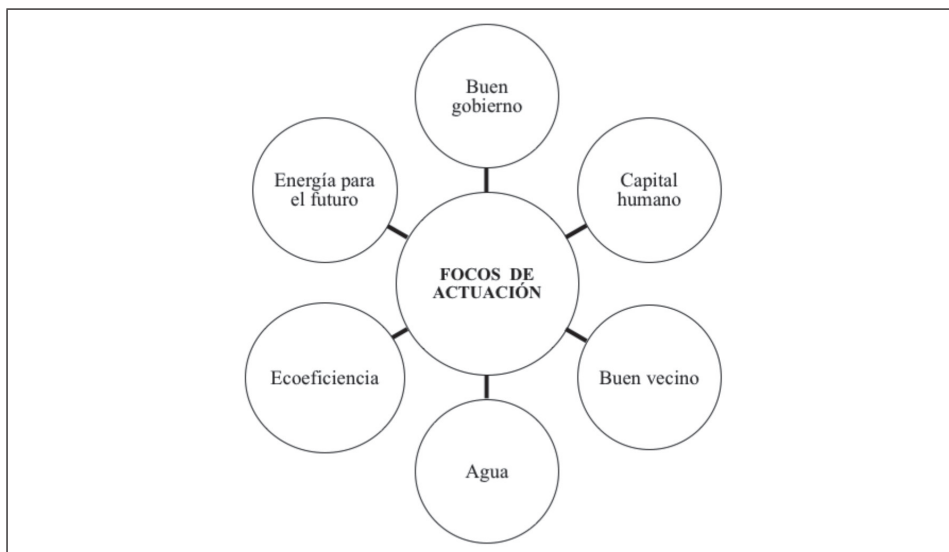 Buen
gobierno
Energía para
el futuro
Capital
humano
FOCOS DE
ACTUACIÓN
Ecoeficiencia
Buen vecino
Agua